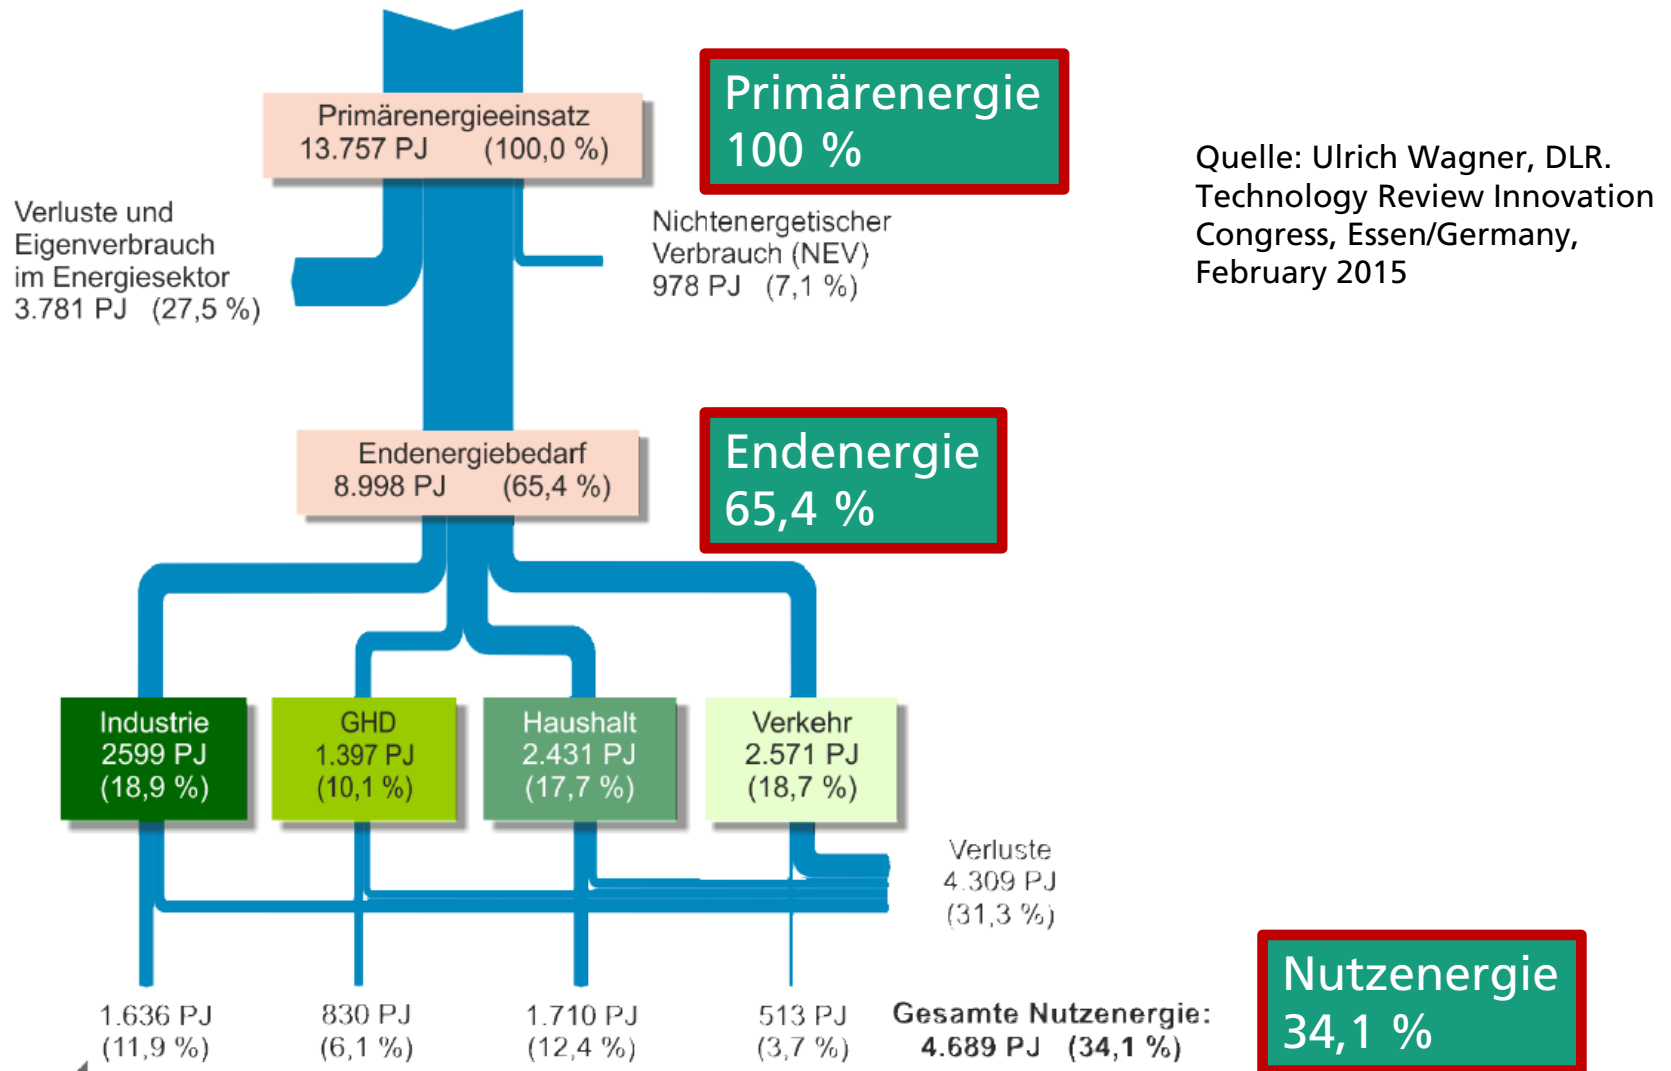 Primärenergieeinsatz
13.757 PJ (100,0 %)
Primärenergie
100 %
Quelle: Ulrich Wagner, DLR.
Technology Review Innovation
Congress, Essen/Germany,
February 2015
Verluste und
Eigenverbrauch
im Energiesektor
3.781 PJ (27,5 %)
Nichtenergetischer
Verbrauch (NEV)
978 PJ (7,1 %)
Endenergiebedarf
8.998 PJ (65,4 %)
Endenergie
65,4 %
Industrie
2599 PJ
(18,9 %)
GHD
1.397 PJ
(10,1 %)
Haushalt
2.431 PJ
(17,7 %)
Verkehr
2.571 PJ
(18,7 %)
Verluste
4.309 PJ
(31,3 %)
1.636 PJ
(11,9 %)
830 PJ
(6,1 %)
1.710 PJ
(12,4 %)
513 PJ
(3,7 %)
Gesamte Nutzenergie:
4.689 PJ (34,1 %)
Nutzenergie
34,1 %